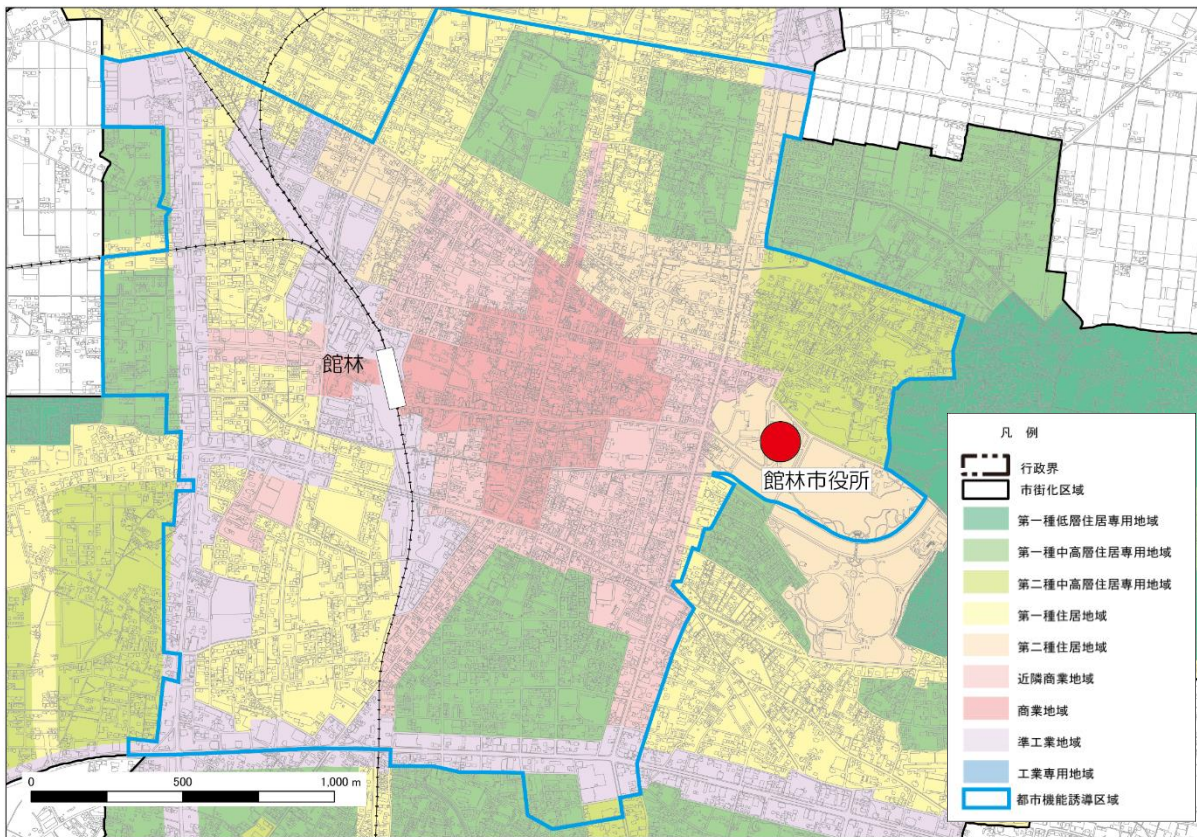 館林
館林市役所
凡 例
行政界
市街化区域
第一種低層住居専用地域
第一種中高層住居専用地域
第二種中高層住居専用地域
第一種住居地域
第二種住居地域
近隣商業地域
商業地域
準工業地域
工業専用地域
都市機能誘導区域
0 500 1,000 m